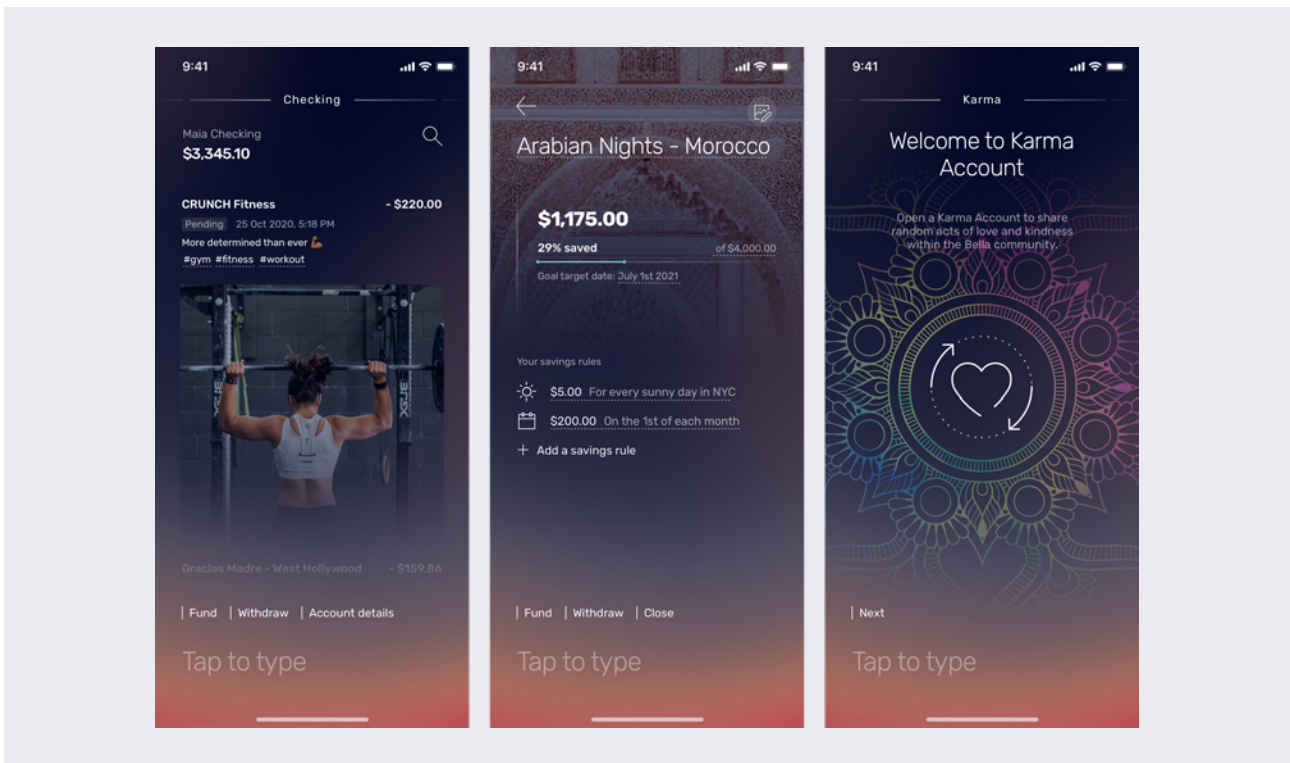 9:41
Checking
Maia Checking
$3,345.10
CRUNCH Fitness - $220.00
Pending 25 Oct 2020, 5:18 PM
More determined than ever 💪🏾
#gym #fitness #workout
ROGUE
ROGUE
Gracias Madre - West Hollywood - $159.86
Fund | Withdraw | Account details
Tap to type
9:41
Arabian Nights - Morocco
$1,175.00
29% saved of $4,000.00
Goal target date: July 1st 2021
Your savings rules
$5.00 For every sunny day in NYC
$200.00 On the 1st of each month
+ Add a savings rule
Fund | Withdraw | Close
Tap to type
9:41
Karma
Welcome to Karma
Account
Open a Karma Account to share
random acts of love and kindness
within the Bella community.
Next
Tap to type